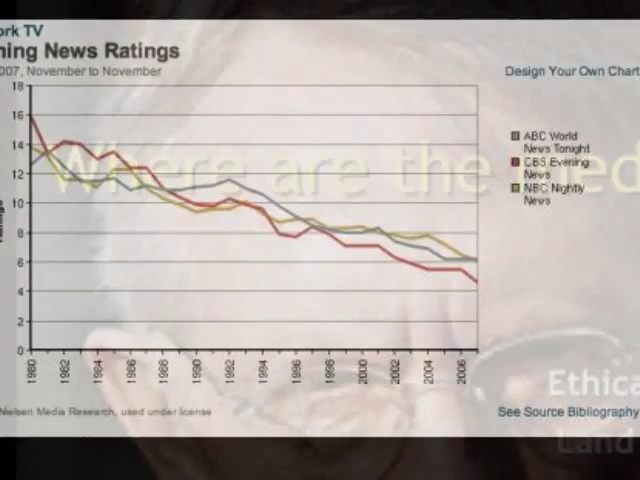 ork TV
ning News Ratings
007, November to November
Design Your Own Chart
18
16
14
12
10
8
6
4
2
0
ABC World
News Tonight
CBS Evening
News
NBC Nightly
News
Where are the med
1980
1982
1984
1986
1988
1990
1992
1994
1996
1998
2000
2002
2004
2006
Ethica
Nielsen Media Research, used under license
See Source Bibliography
Land